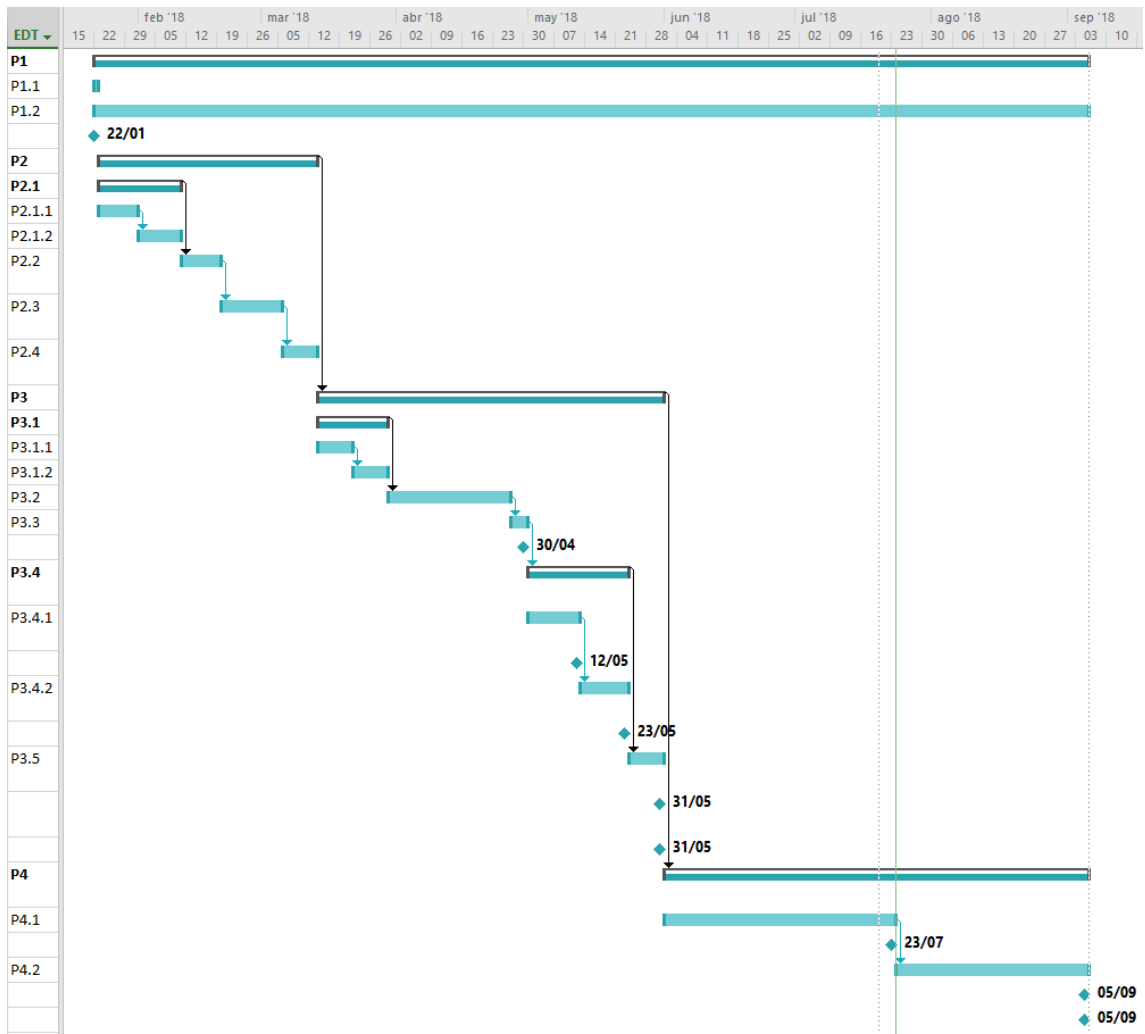 feb '18 mar '18 abr '18 may '18 jun '18 jul '18 ago '18 sep '18
EDT 15 22 29 05 12 19 26 05 12 19 26 02 09 16 23 30 07 14 21 28 04 11 18 25 02 09 16 23 30 06 13 20 27 03 10
P1
P1.1
P1.2
22/01
P2
P2.1
P2.1.1
P2.1.2
P2.2
P2.3
P2.4
P3
P3.1
P3.1.1
P3.1.2
P3.2
P3.3
30/04
P3.4
P3.4.1
12/05
P3.4.2
23/05
P3.5
31/05
31/05
P4
P4.1
23/07
P4.2
05/09
05/09